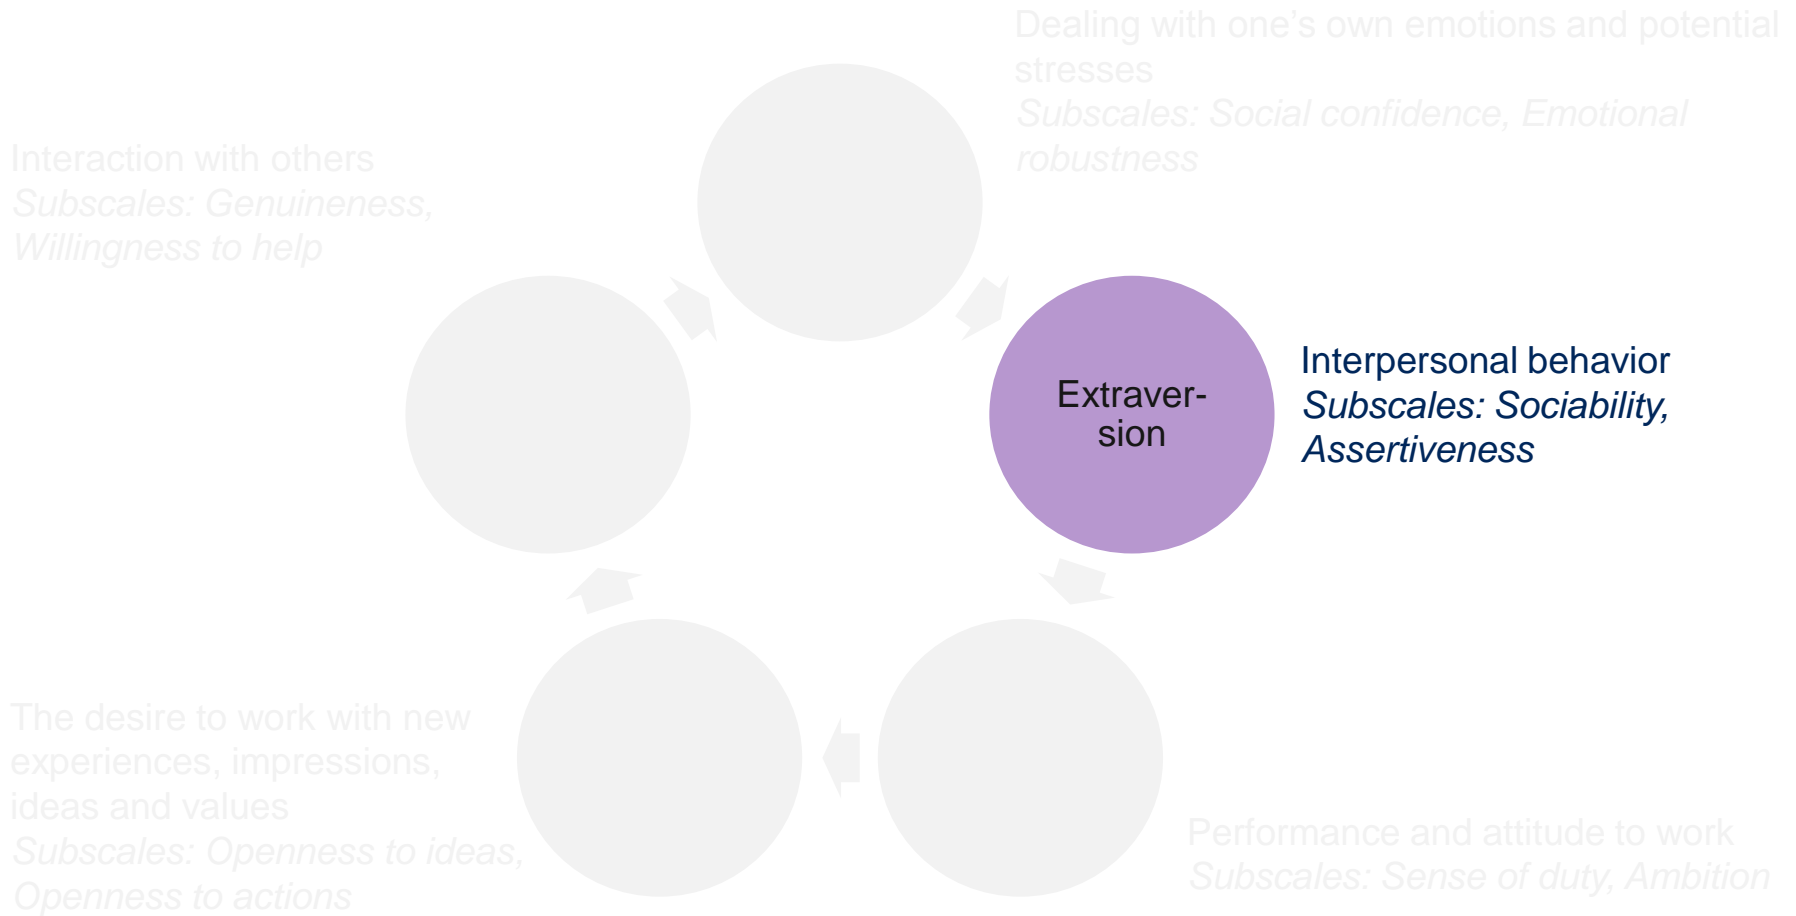 Dealing with one’s own emotions and potential
stresses
Subscales: Social confidence, Emotional
robustness
Interaction with others
Subscales: Genuineness,
Willingness to help
Extraver-
sion
Interpersonal behavior
Subscales: Sociability,
Assertiveness
The desire to work with new
experiences, impressions,
ideas and values
Subscales: Openness to ideas,
Openness to actions
Performance and attitude to work
Subscales: Sense of duty, Ambition